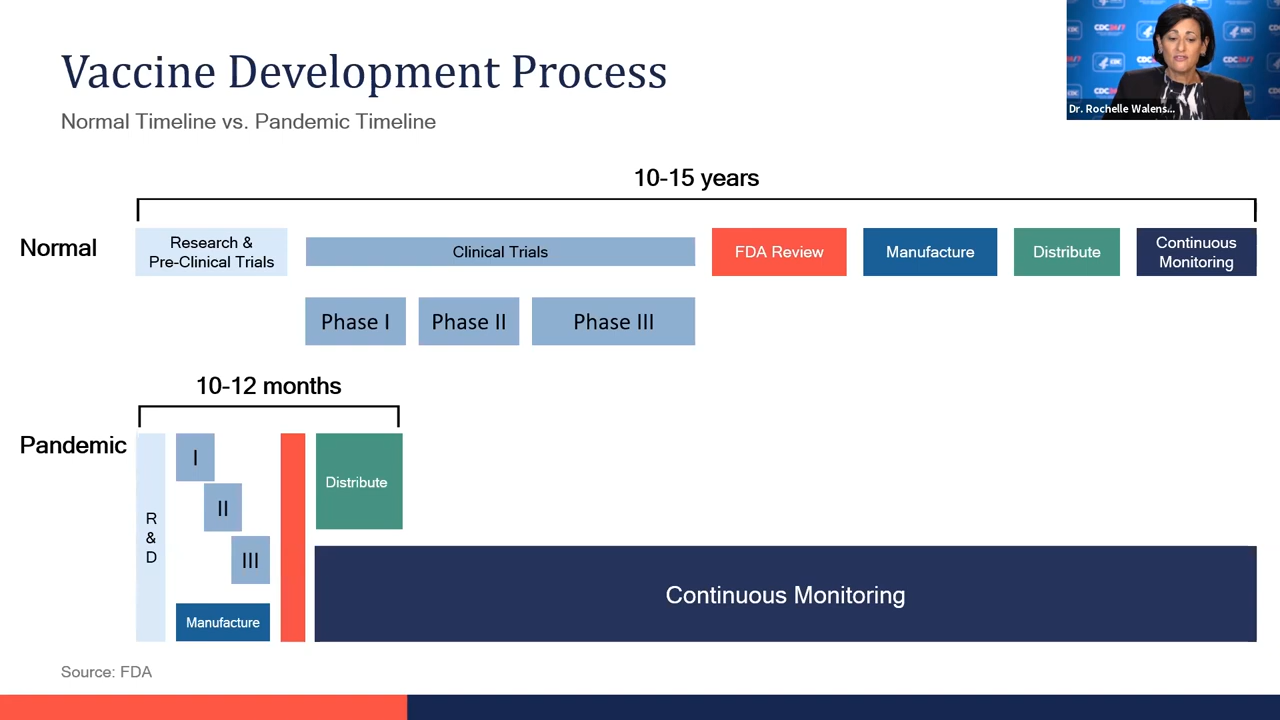 Vaccine Development Process
Normal Timeline vs. Pandemic Timeline
Dr. Rochelle Walens...
10-15 years
Normal
Research &
Pre-Clinical Trials
Clinical Trials
FDA Review
Manufacture
Distribute
Continuous
Monitoring
Phase I
Phase II
Phase III
10-12 months
Pandemic
R
&
D
I
II
III
Manufacture
Distribute
Continuous Monitoring
Source: FDA